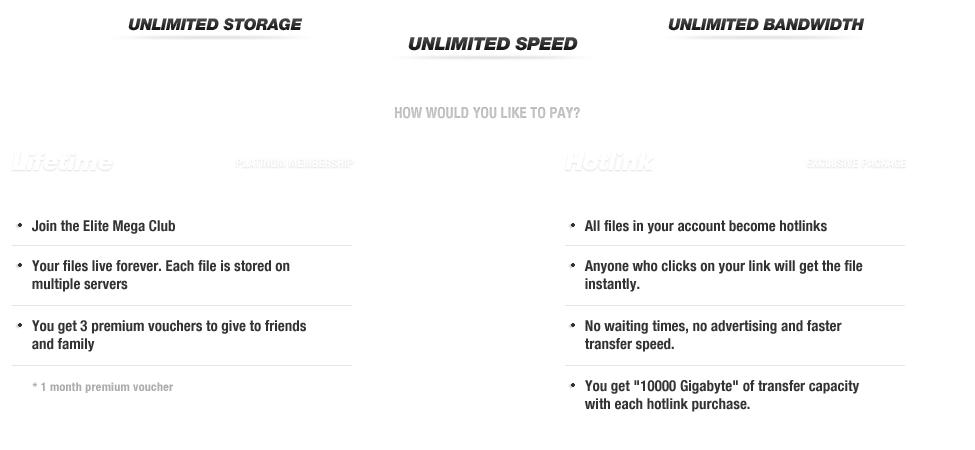 UNLIMITED STORAGE
UNLIMITED SPEED
UNLIMITED BANDWIDTH
HOW WOULD YOU LIKE TO PAY?
Lifetime
PLATINUM MEMBERSHIP
• Join the Elite Mega Club
• Your files live forever. Each file is stored on
multiple servers
• You get 3 premium vouchers to give to friends
and family
* 1 month premium voucher
Hotlink
EXCLUSIVE PACKAGE
• All files in your account become hotlinks
• Anyone who clicks on your link will get the file
instantly.
• No waiting times, no advertising and faster
transfer speed.
• You get "10000 Gigabyte" of transfer capacity
with each hotlink purchase.